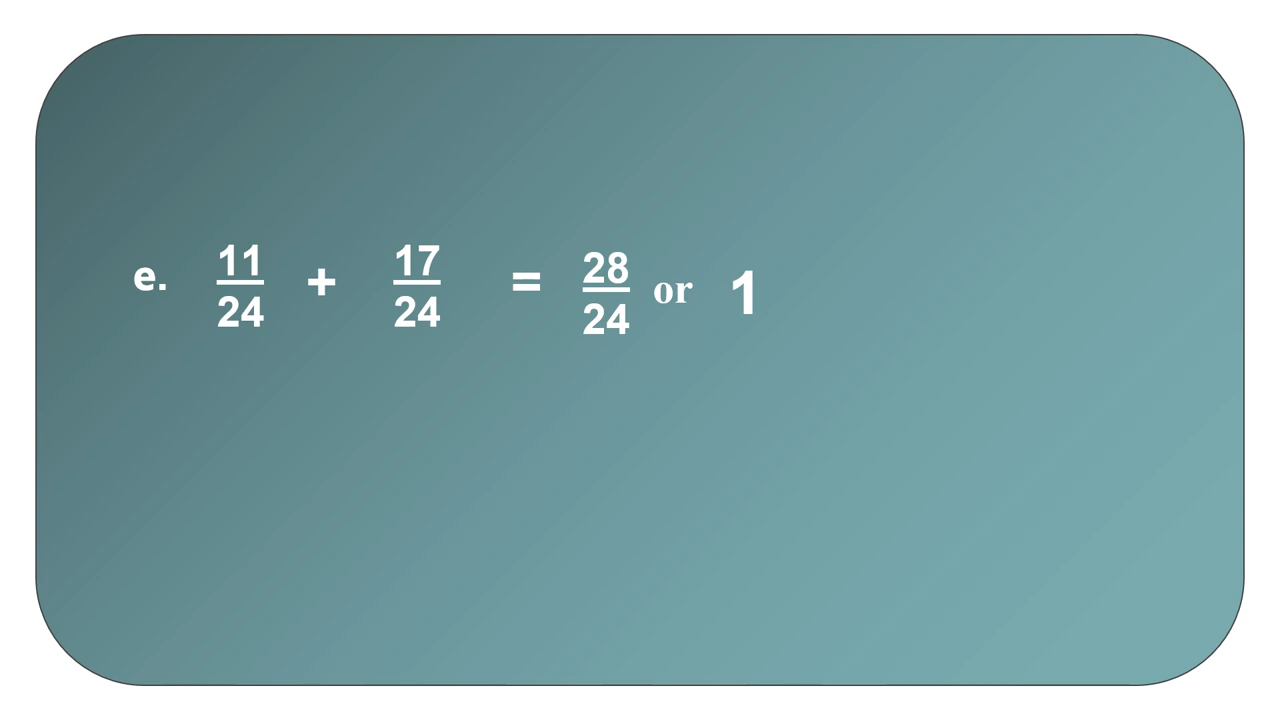 e. 11/24 + 17/24 = 28/24 or 1